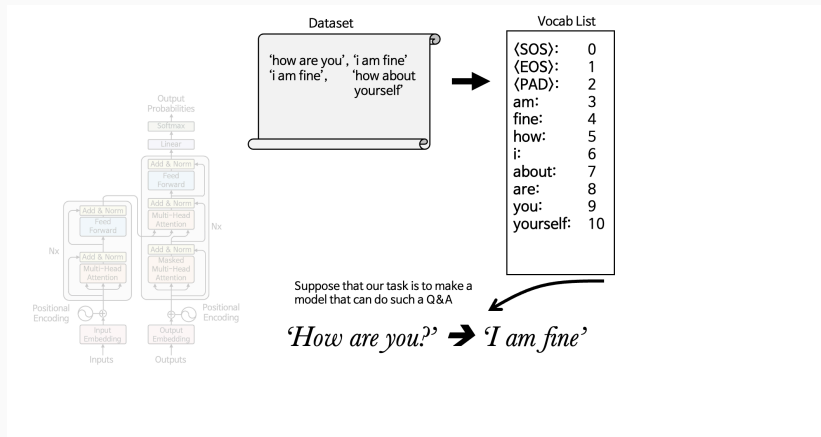 Dataset
'how are you', 'i am fine'
'i am fine', 'how about
yourself'
Vocab List
⟨SOS⟩: 0
⟨EOS⟩: 1
⟨PAD⟩: 2
am: 3
fine: 4
how: 5
i: 6
about: 7
are: 8
you: 9
yourself: 10
Output
Probabilities
Softmax
Linear
Add & Norm
Feed
Forward
Add & Norm
Multi-Head
Attention
Add & Norm
Masked
Multi-Head
Attention
Nx
Add & Norm
Feed
Forward
Add & Norm
Multi-Head
Attention
Nx
Positional
Encoding
Positional
Encoding
Input
Embedding
Output
Embedding
Inputs
Outputs
Suppose that our task is to make a
model that can do such a Q&A
'How are you?' ➔ 'I am fine'